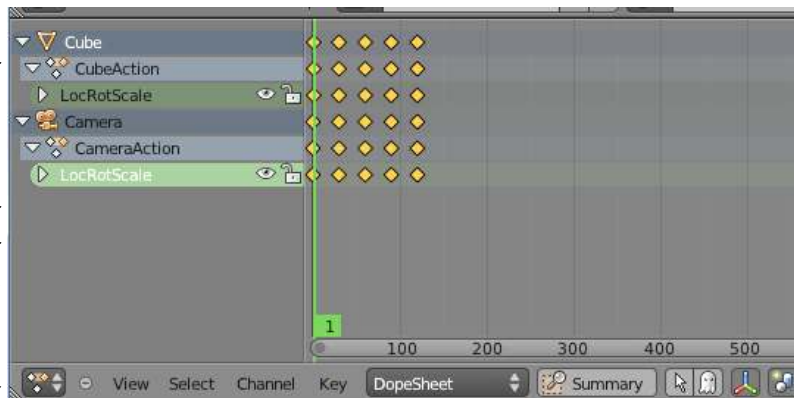 Cube
CubeAction
LocRotScale
Camera
CameraAction
LocRotScale
1
100 200 300 400 500
View Select Channel Key DopeSheet Summary